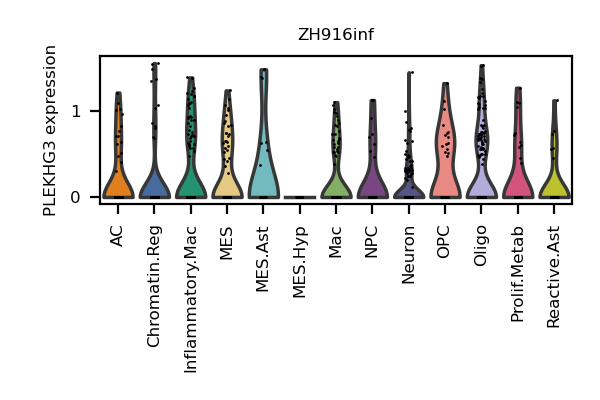 ZH916inf
PLEKHG3 expression
1
0
AC
Chromatin.Reg
Inflammatory.Mac
MES
MES.Ast
MES.Hyp
Mac
NPC
Neuron
OPC
Oligo
Prolif.Metab
Reactive.Ast